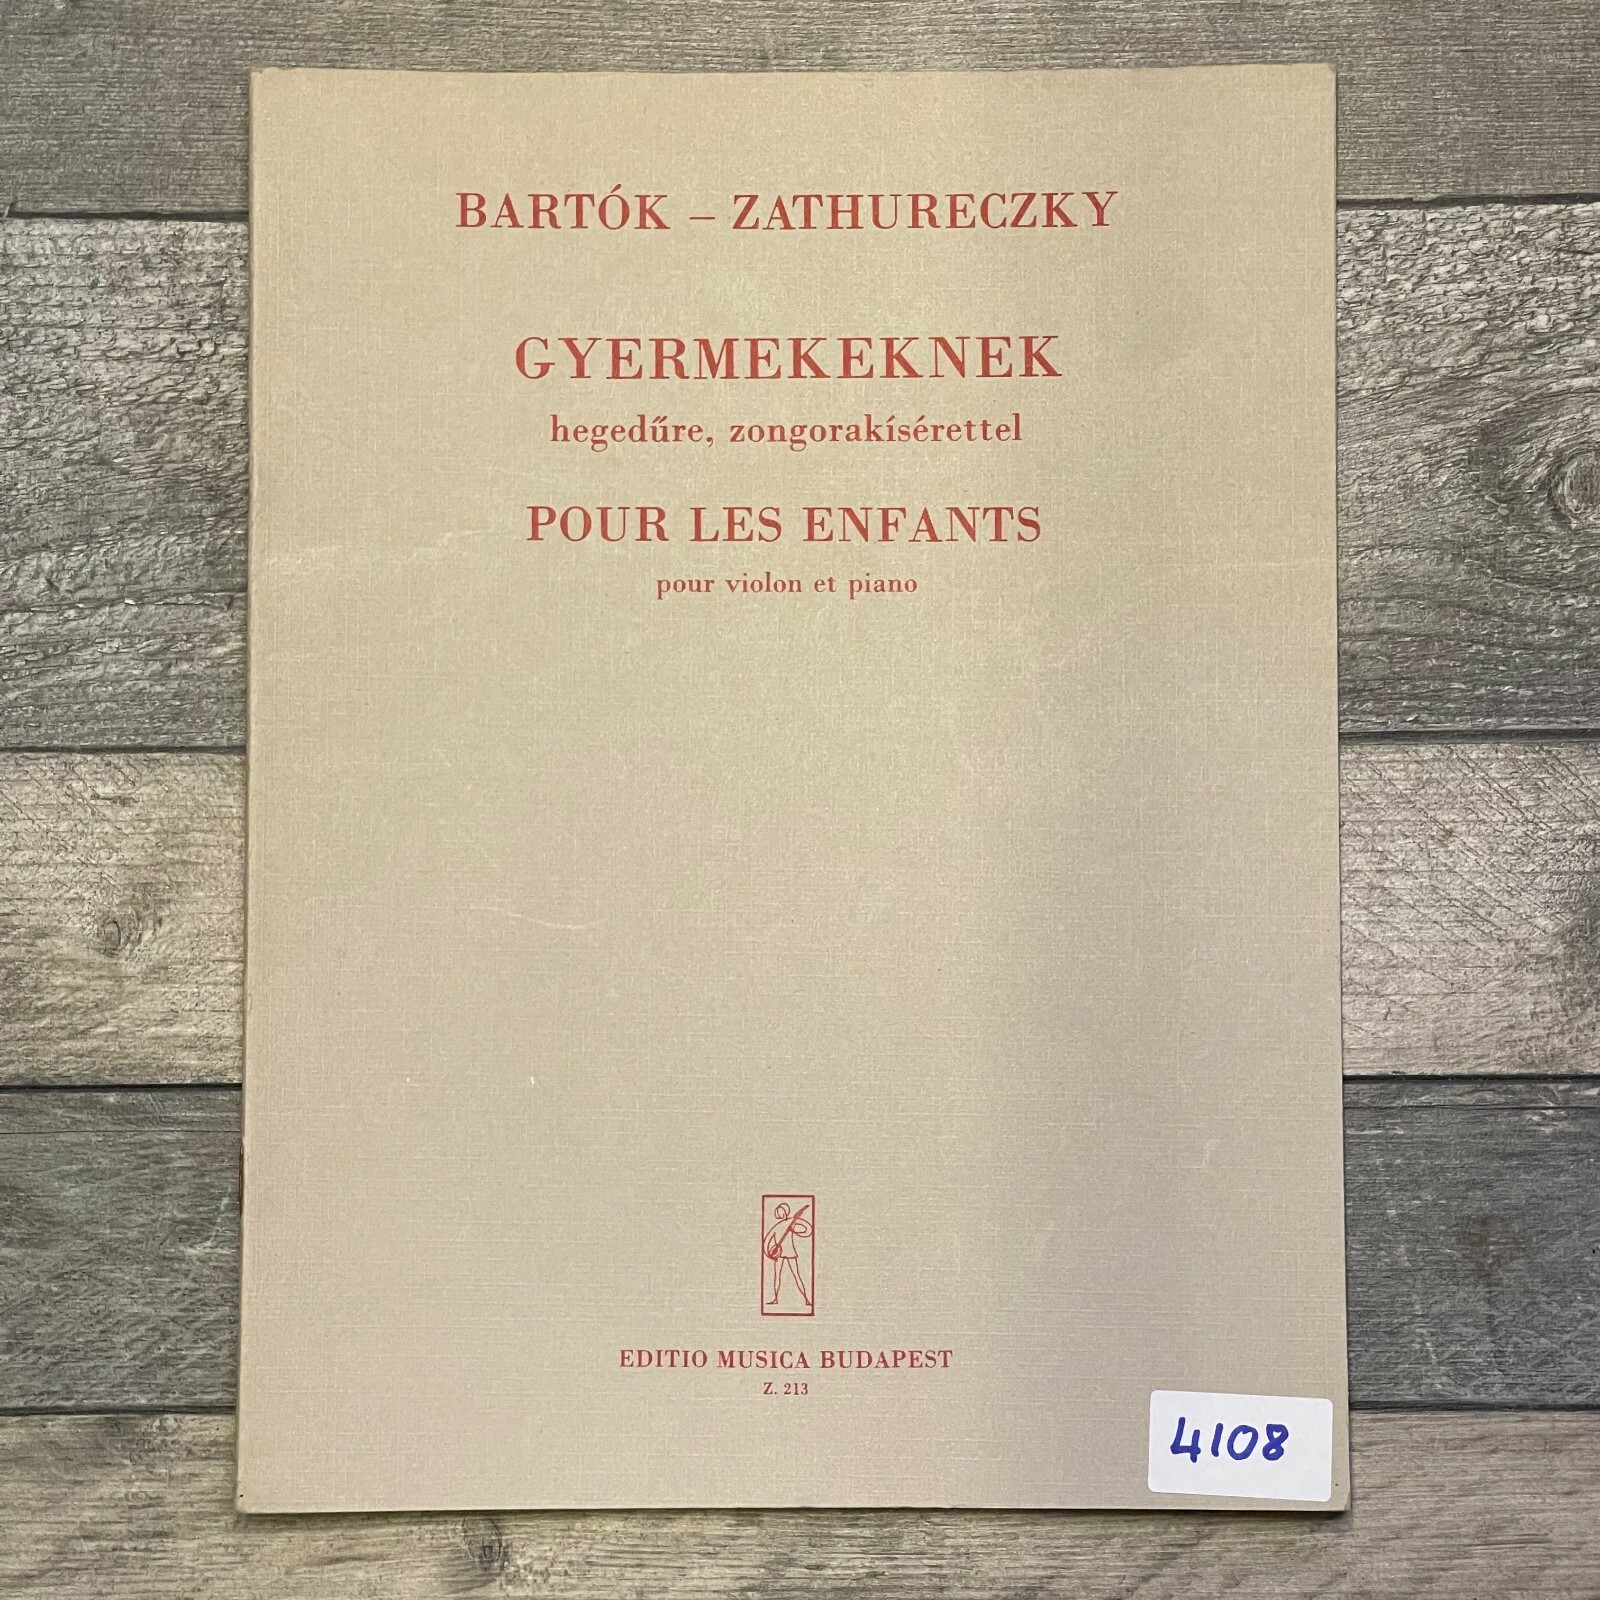 BARTÓK – ZATHURECZKY
GYERMEKEKNEK
hegedűre, zongorakísérettel
POUR LES ENFANTS
pour violon et piano
EDITIO MUSICA BUDAPEST
Z. 213
4108